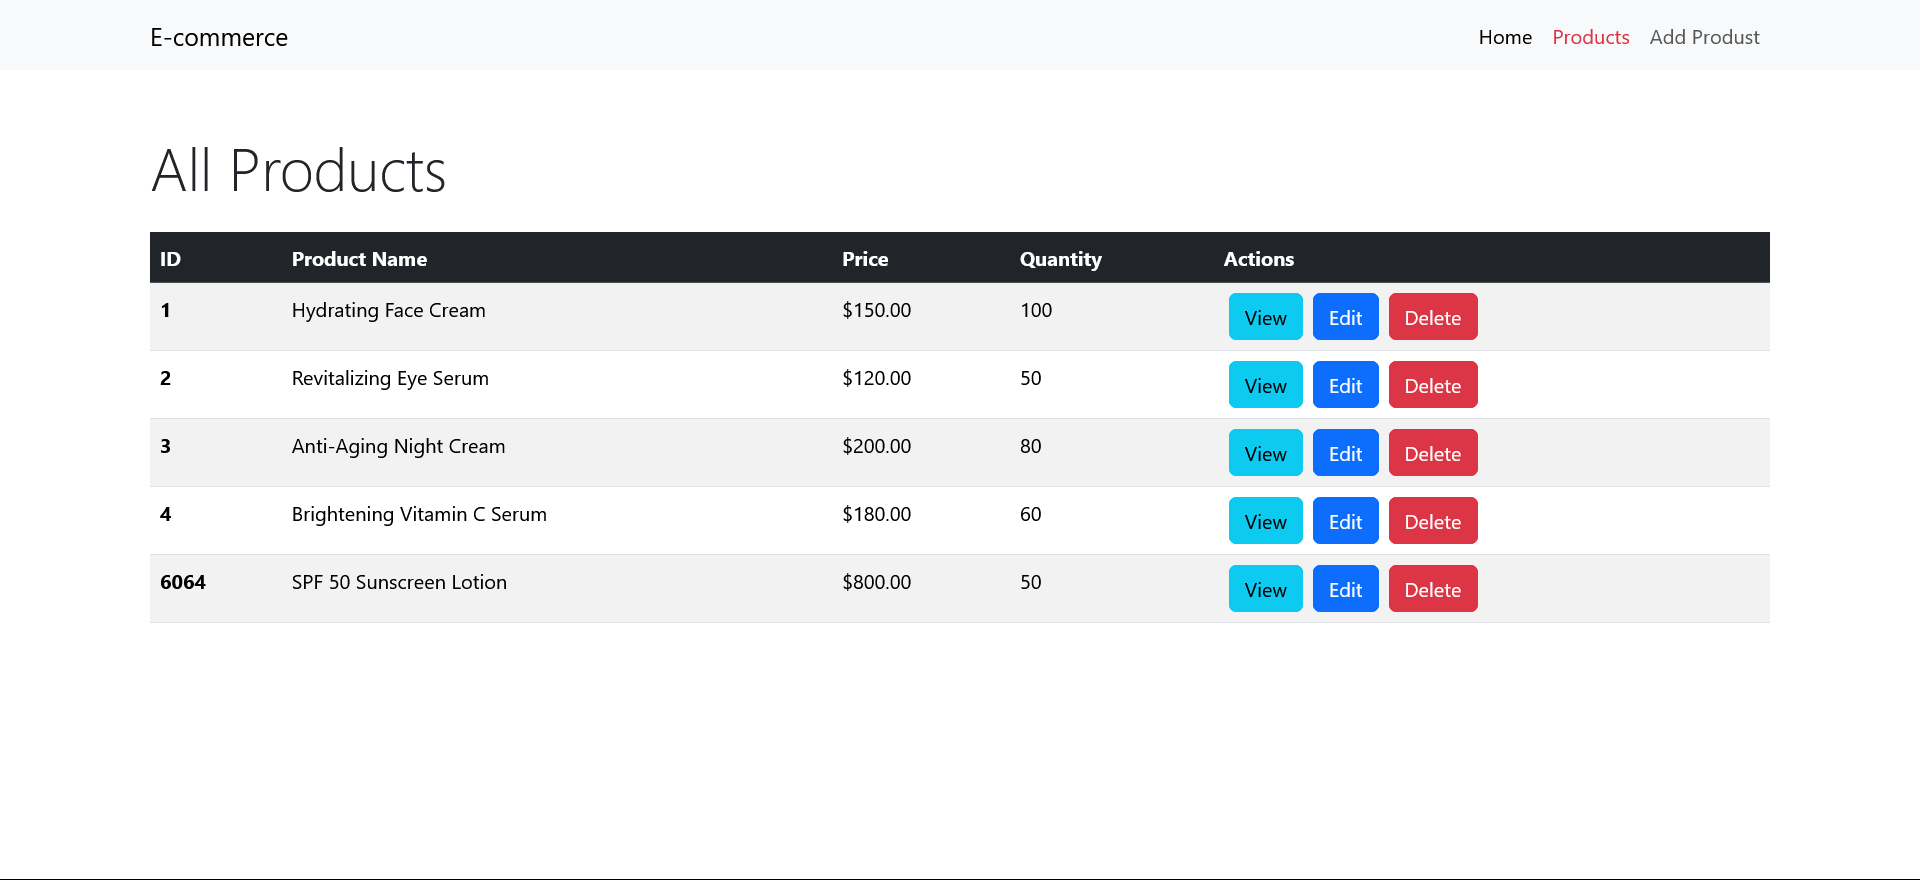 E-commerce Home Products Add Produst
All Products
ID Product Name Price Quantity Actions
1 Hydrating Face Cream $150.00 100 View Edit Delete
2 Revitalizing Eye Serum $120.00 50 View Edit Delete
3 Anti-Aging Night Cream $200.00 80 View Edit Delete
4 Brightening Vitamin C Serum $180.00 60 View Edit Delete
6064 SPF 50 Sunscreen Lotion $800.00 50 View Edit Delete